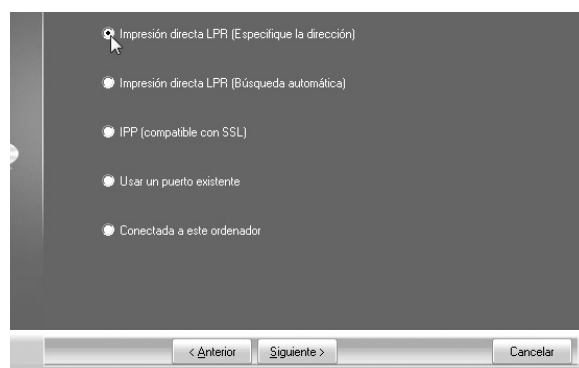 Impresión directa LPR (Especifique la dirección)
Impresión directa LPR (Búsqueda automática)
IPP (compatible con SSL)
Usar un puerto existente
Conectada a este ordenador
< Anterior Siguiente > Cancelar